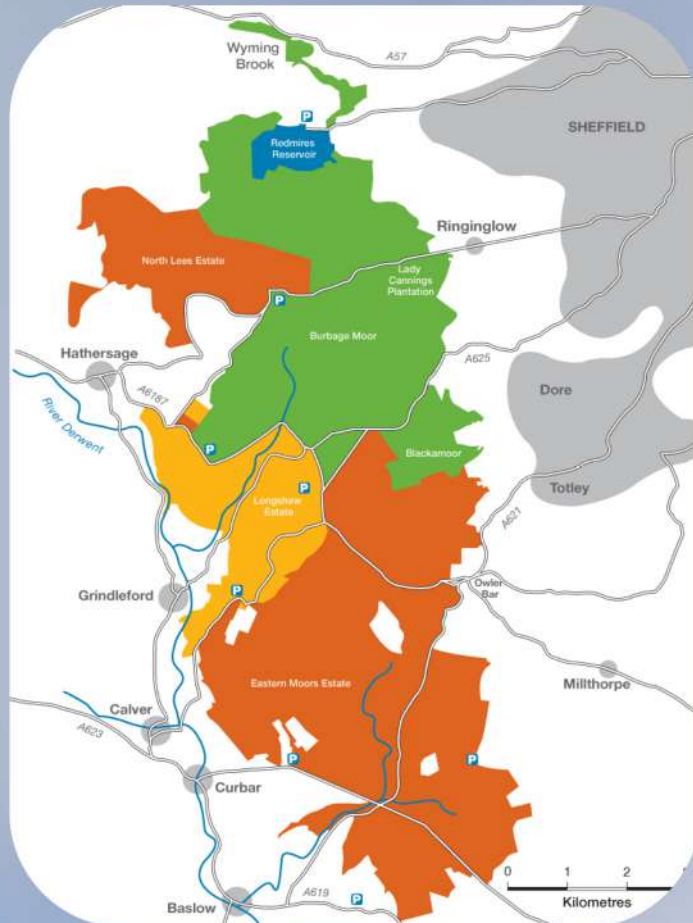 Wyming
Brook
A57
P
Redmires
Reservoir
SHEFFIELD
Ringinglow
North Lees Estate
Lady
Cannings
Plantation
P
Burbage Moor
Hathersage
A625
A6187
River Derwent
Dore
P
Blackamoor
Longshaw
Estate
P
Totley
A621
Owler
Bar
Grindleford
P
Eastern Moors Estate
Millthorpe
Calver
A623
P
P
Curbar
0 1 2
Kilometres
Baslow
A619
P